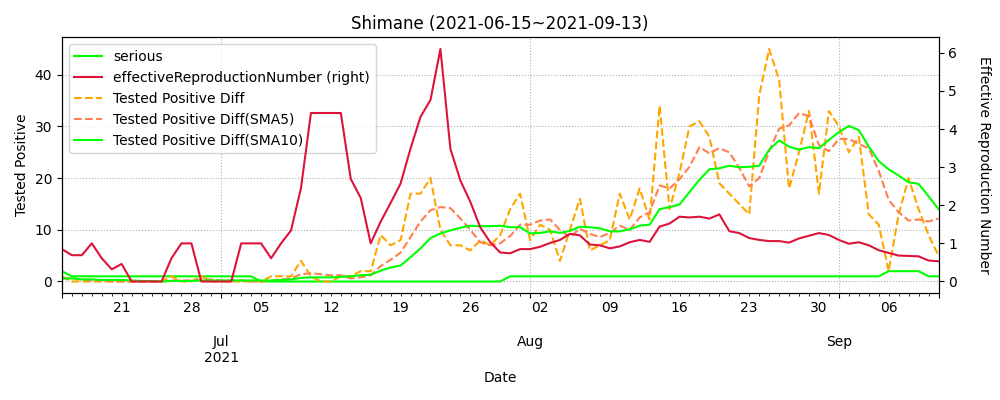 Shimane (2021-06-15~2021-09-13)
serious
effectiveReproductionNumber (right)
Tested Positive Diff
Tested Positive Diff(SMA5)
Tested Positive Diff(SMA10)
Tested Positive
40
30
20
10
0
6
5
4
3
2
1
0
Effective Reproduction Number
21 28 05 12 19 26 02 09 16 23 30 06
Jul Aug Sep
2021
Date